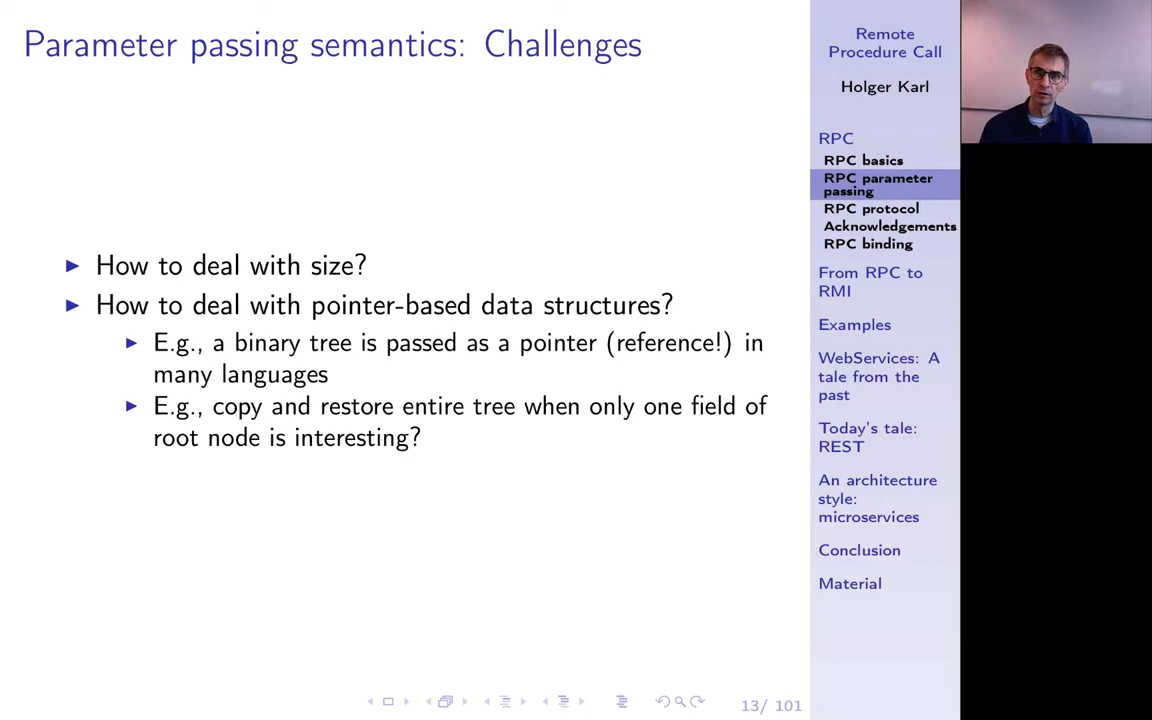 Parameter passing semantics: Challenges
How to deal with size?
How to deal with pointer-based data structures?
E.g., a binary tree is passed as a pointer (reference!) in
many languages
E.g., copy and restore entire tree when only one field of
root node is interesting?
13/ 101
Remote
Procedure Call
Holger Karl
RPC
RPC basics
RPC parameter
passing
RPC protocol
Acknowledgements
RPC binding
From RPC to
RMI
Examples
WebServices: A
tale from the
past
Today's tale:
REST
An architecture
style:
microservices
Conclusion
Material